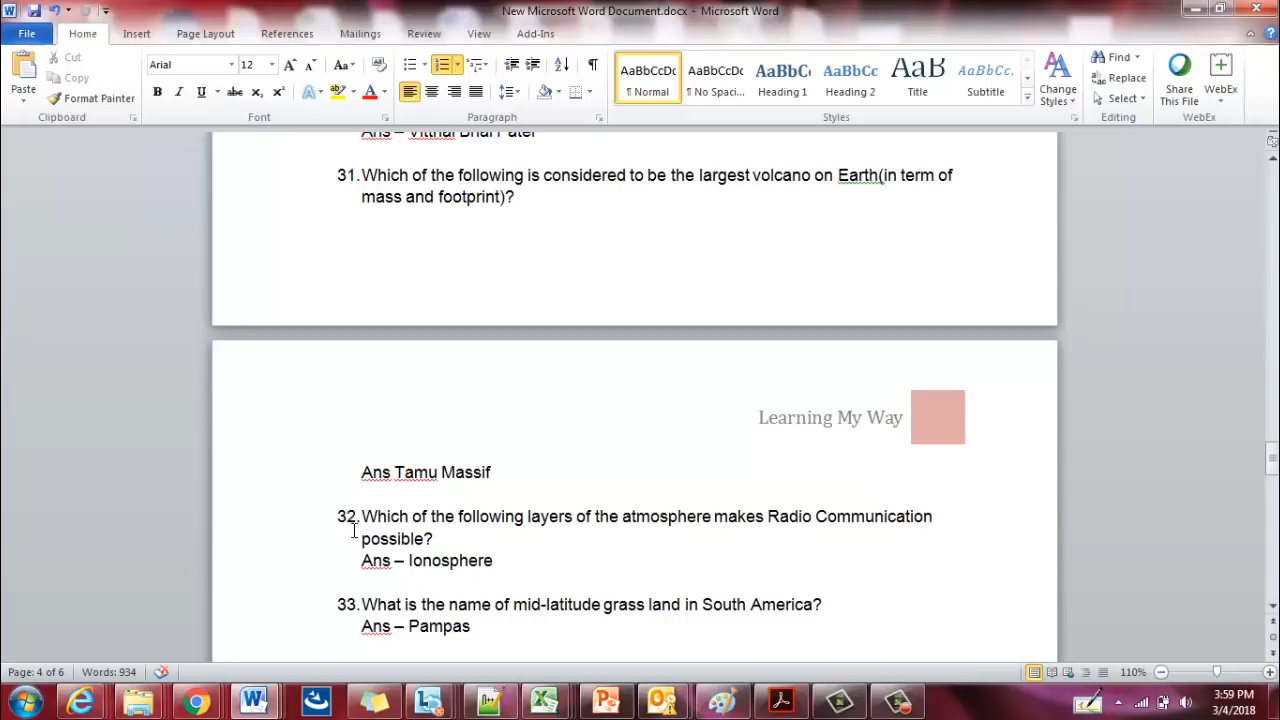 New Microsoft Word Document.docx - Microsoft Word
File Home Insert Page Layout References Mailings Review View Add-Ins
Paste
Cut
Copy
Format Painter
Clipboard
Arial 12
Font
Paragraph
AaBbCcDc AaBbCcDc AaBbC AaBbCc AaB AaBbCc.
¶ Normal ¶ No Spaci... Heading 1 Heading 2 Title Subtitle
Styles
Change Styles
Find
Replace
Select
Editing
Share This File
WebEx
WebEx
Ans – Vitthal Bhai Patel
31. Which of the following is considered to be the largest volcano on Earth(in term of
mass and footprint)?
Learning My Way
Ans Tamu Massif
32. Which of the following layers of the atmosphere makes Radio Communication
possible?
Ans – Ionosphere
33. What is the name of mid-latitude grass land in South America?
Ans – Pampas
Page: 4 of 6 Words: 934 110%
3:59 PM
3/4/2018